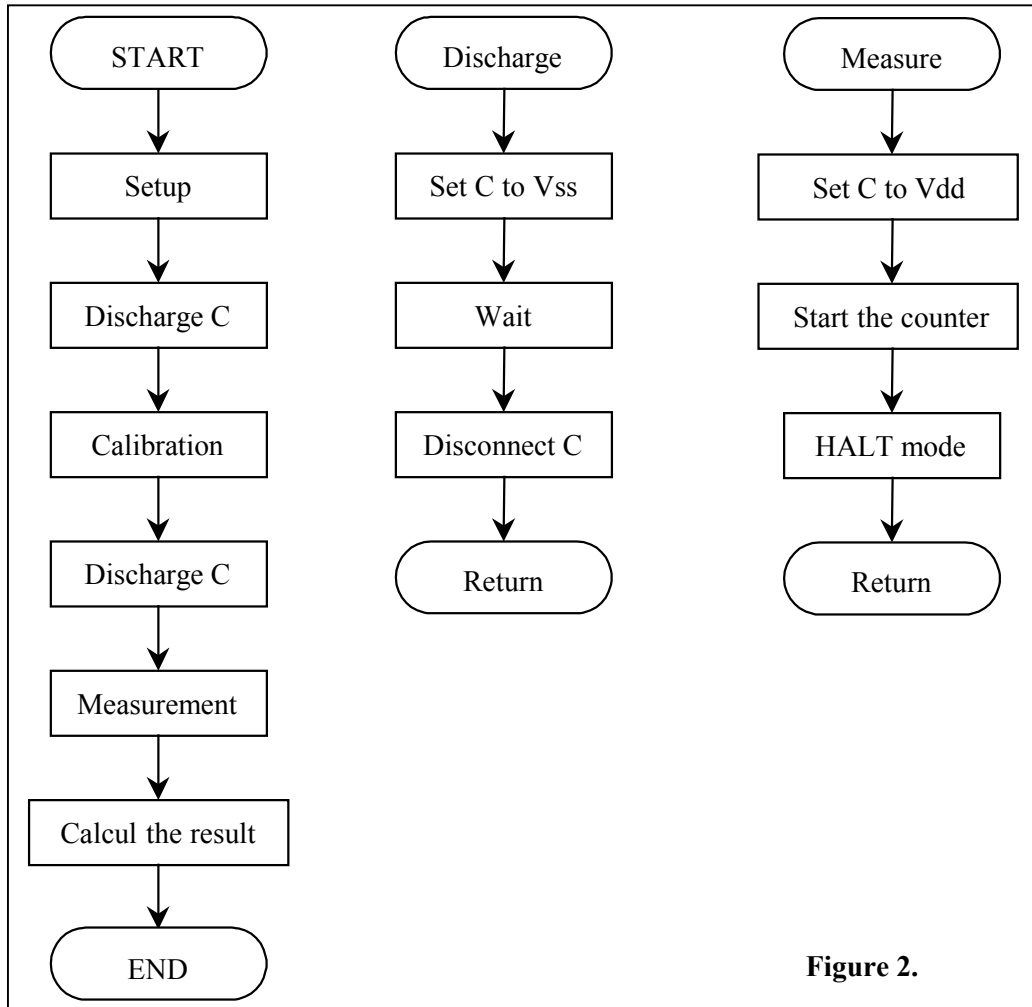 START
Setup
Discharge C
Calibration
Discharge C
Measurement
Calcul the result
END
Discharge
Set C to Vss
Wait
Disconnect C
Return
Measure
Set C to Vdd
Start the counter
HALT mode
Return
Figure 2.